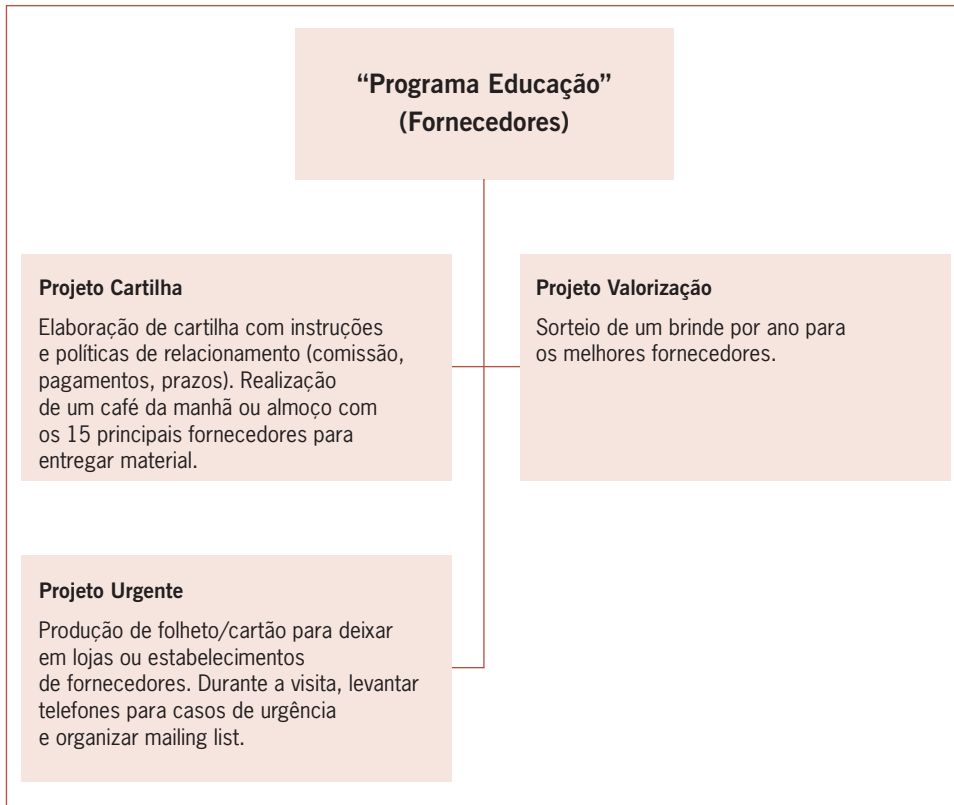 “Programa Educação”
(Fornecedores)
Projeto Cartilha
Elaboração de cartilha com instruções
e políticas de relacionamento (comissão,
pagamentos, prazos). Realização
de um café da manhã ou almoço com
os 15 principais fornecedores para
entregar material.
Projeto Valorização
Sorteio de um brinde por ano para
os melhores fornecedores.
Projeto Urgente
Produção de folheto/cartão para deixar
em lojas ou estabelecimentos
de fornecedores. Durante a visita, levantar
telefones para casos de urgência
e organizar mailing list.